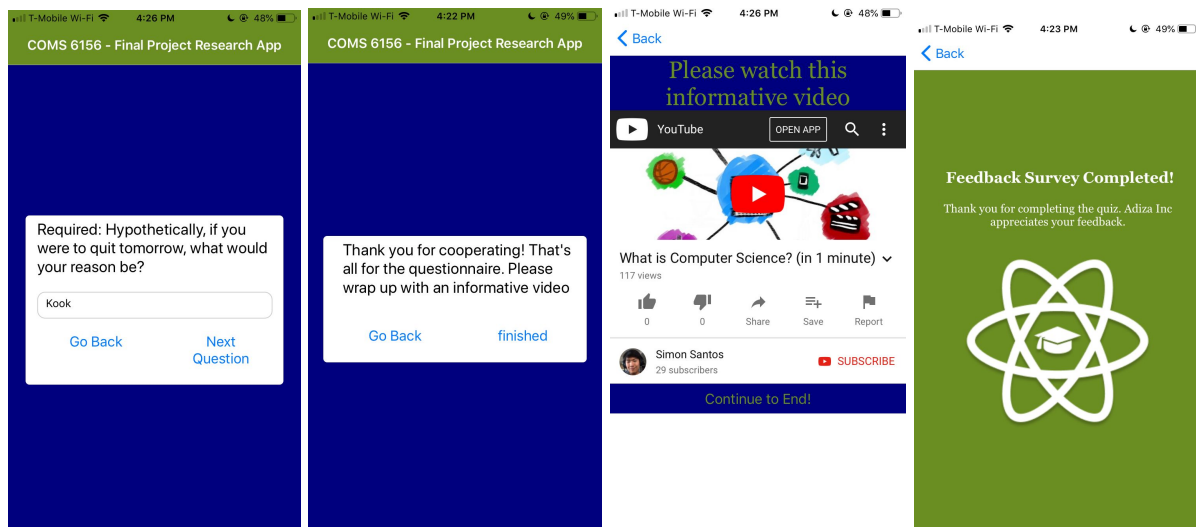 T-Mobile Wi-Fi 4:26 PM 48%
COMS 6156 - Final Project Research App
Required: Hypothetically, if you
were to quit tomorrow, what would
your reason be?
Kook
Go Back
Next
Question
T-Mobile Wi-Fi 4:22 PM 49%
COMS 6156 - Final Project Research App
Thank you for cooperating! That's
all for the questionnaire. Please
wrap up with an informative video
Go Back
finished
T-Mobile Wi-Fi 4:26 PM 48%
Back
Please watch this
informative video
YouTube
OPEN APP
What is Computer Science? (in 1 minute)
117 views
0 0 Share Save Report
Simon Santos
29 subscribers
SUBSCRIBE
Continue to End!
T-Mobile Wi-Fi 4:23 PM 49%
Back
Feedback Survey Completed!
Thank you for completing the quiz. Adiza Inc
appreciates your feedback.